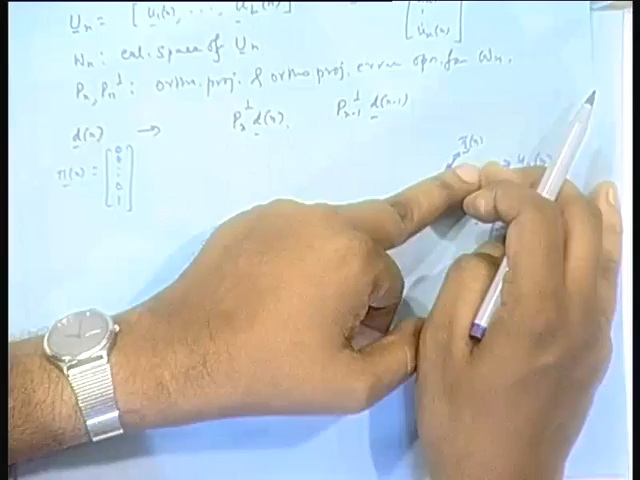 U_n = [u_1(n), ..., u_L(n)]
u_n(n)
W_n : col. space of U_n
P_n, P_n^⊥ : ortho. proj. & ortho proj. error opr. for W_n.
d(n) → P_n^⊥ d(n). P_{n-1}^⊥ d(n-1)
π(n) = [0 0 : 0 1]
π(n)